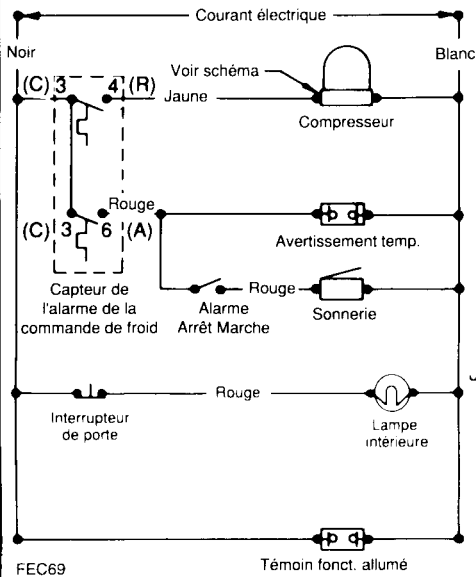 Courant électrique
Noir
Blanc
Voir schéma
(C) 3 4 (R)
Jaune
Compresseur
Rouge
(C) 3 6 (A)
Avertissement temp.
Capteur de
l'alarme de la
commande de froid
Rouge
Alarme
Arrêt Marche
Sonnerie
Rouge
Interrupteur
de porte
Lampe
intérieure
FEC69
Témoin fonct. allumé